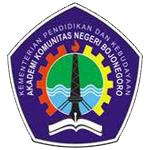 KEMENTERIAN PENDIDIKAN DAN KEBUDAYAAN
AKADEMI KOMUNITAS NEGERI BOJONEGORO